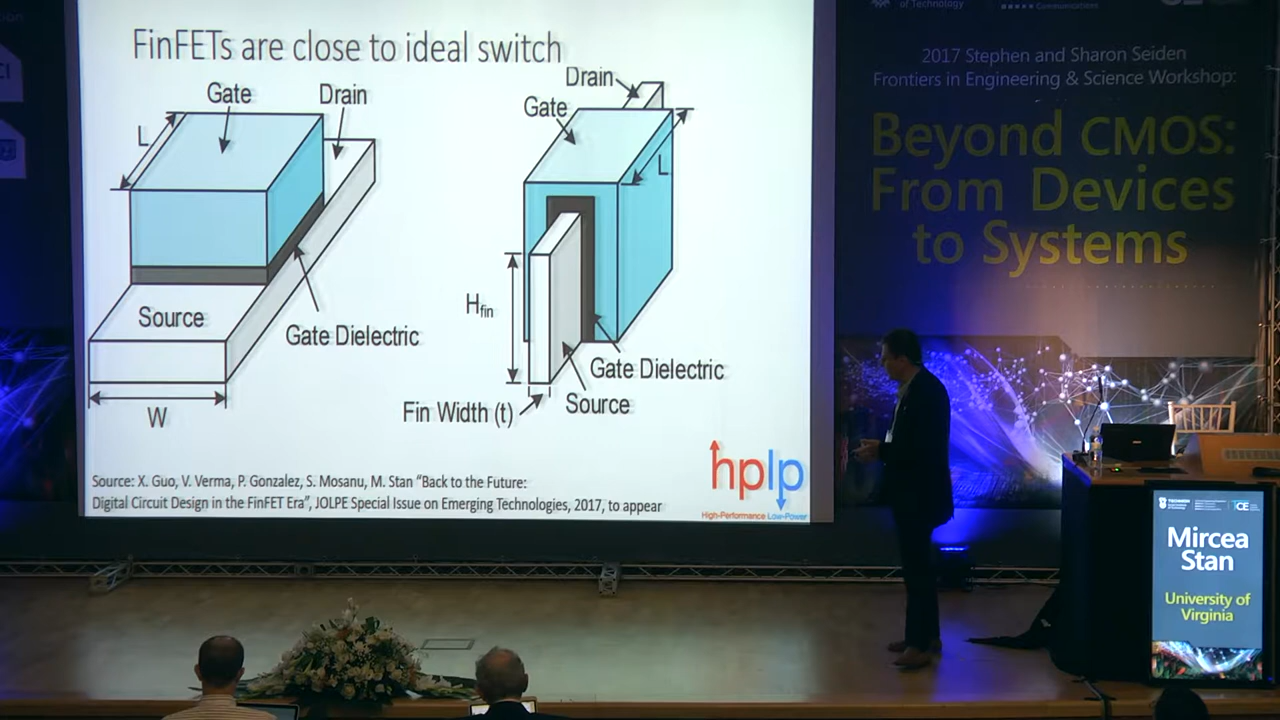 FinFETs are close to ideal switch
Gate
Drain
L
Source
Gate Dielectric
W
Drain
Gate
L
Hfin
Gate Dielectric
Fin Width (t)
Source
Source: X. Guo, V. Verma, P. Gonzalez, S. Mosanu, M. Stan "Back to the Future:
Digital Circuit Design in the FinFET Era", JOLPE Special Issue on Emerging Technologies, 2017, to appear
hplp
High-Performance Low-Power
of Technology
Communications
2017 Stephen and Sharon Seiden
Frontiers in Engineering & Science Workshop:
Beyond CMOS:
From Devices
to Systems
Mircea
Stan
University of
Virginia